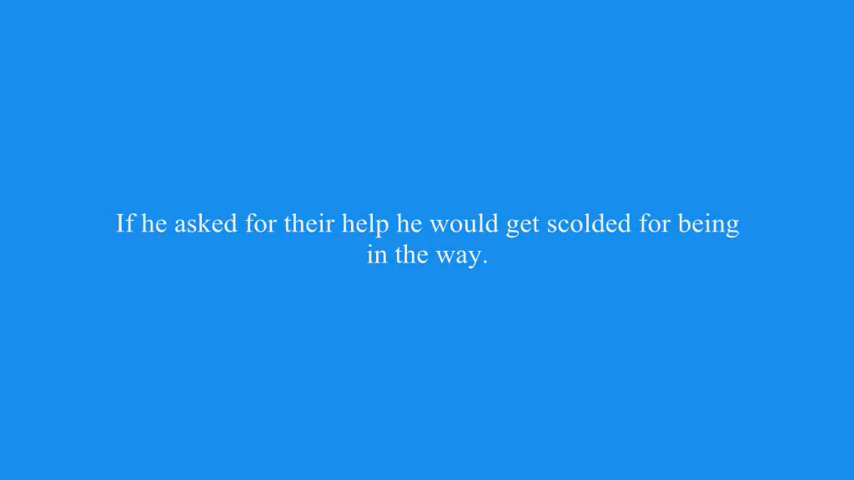 If he asked for their help he would get scolded for being
in the way.